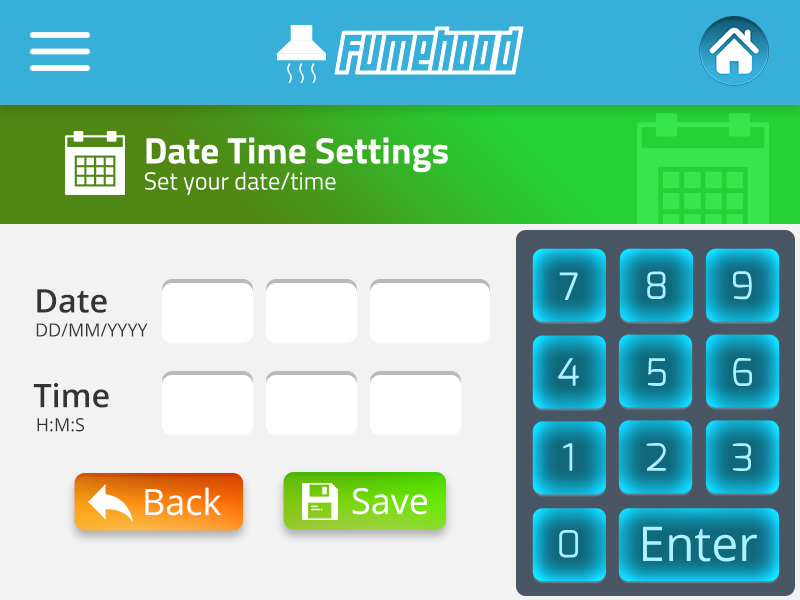 Fumehood
Date Time Settings
Set your date/time
Date
DD/MM/YYYY
Time
H:M:S
Back
Save
7 8 9
4 5 6
1 2 3
0 Enter